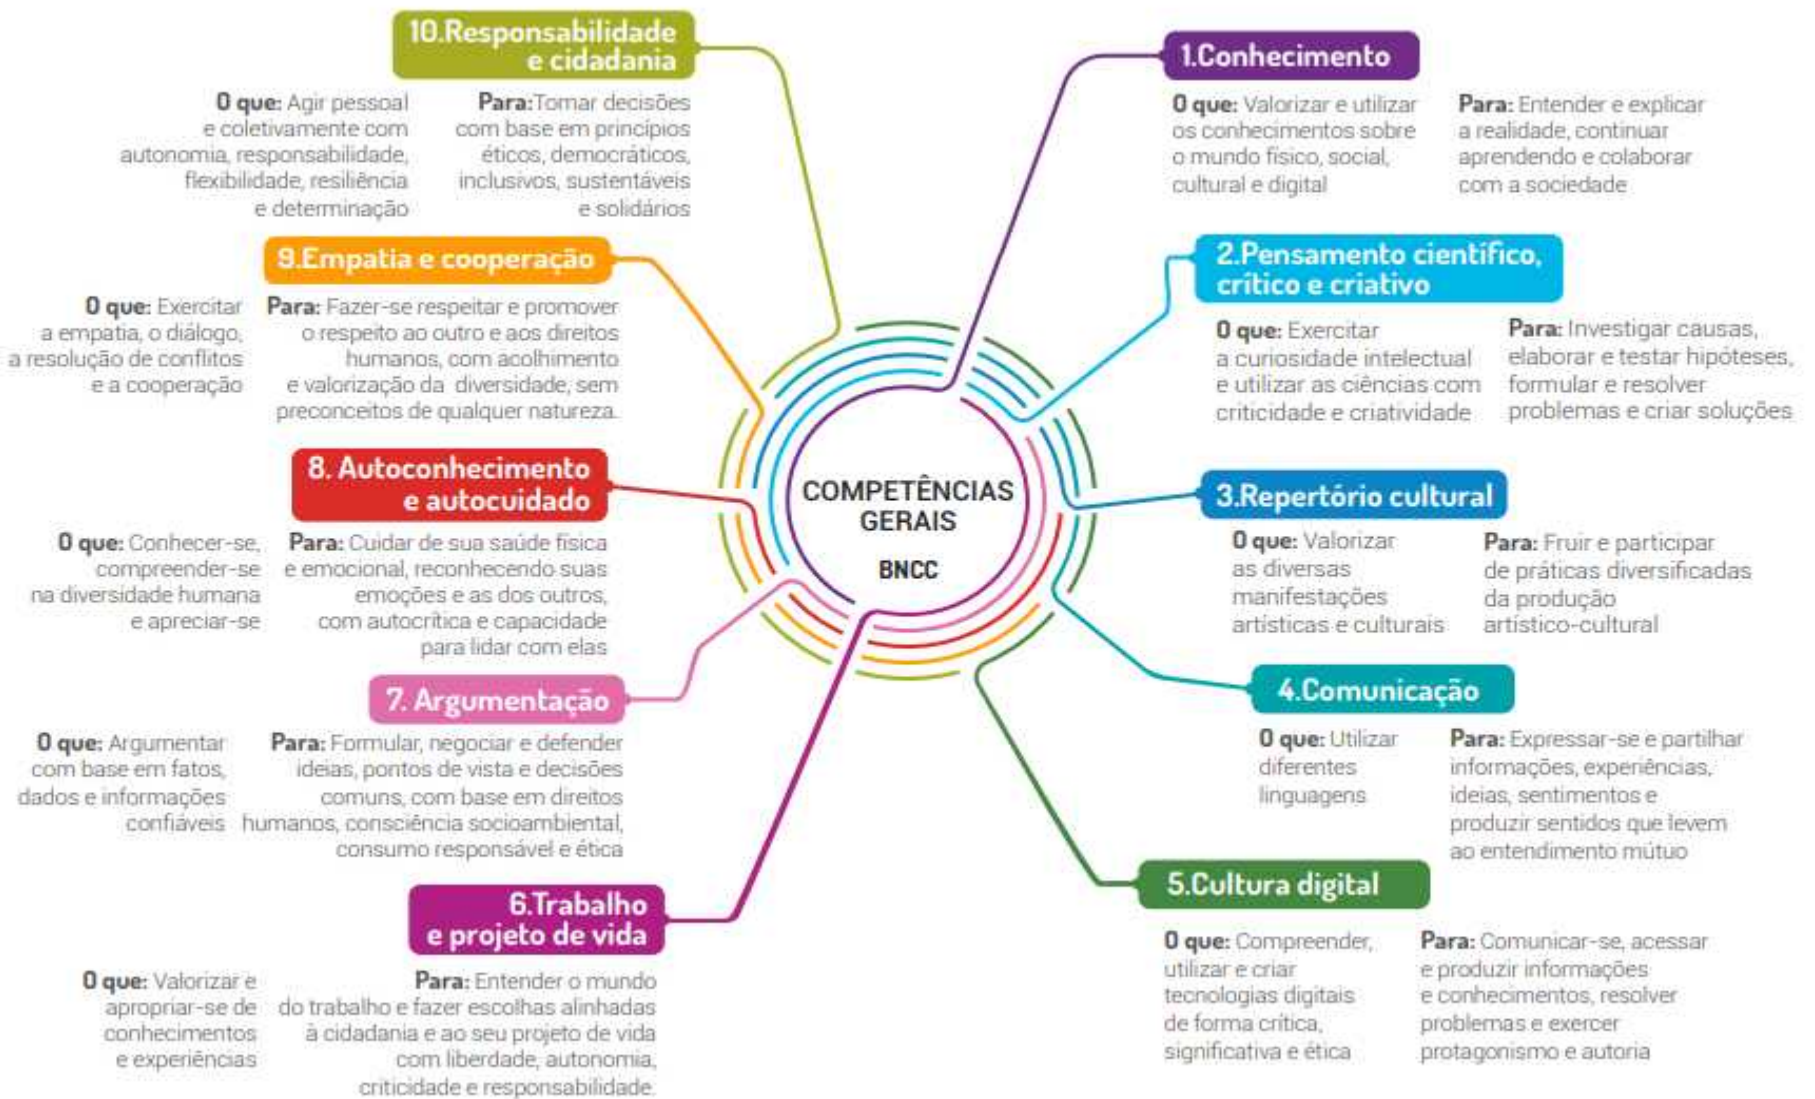 COMPETÊNCIAS
GERAIS
BNCC
1.Conhecimento
O que: Valorizar e utilizar
os conhecimentos sobre
o mundo físico, social,
cultural e digital
Para: Entender e explicar
a realidade, continuar
aprendendo e colaborar
com a sociedade
2.Pensamento científico,
crítico e criativo
O que: Exercitar
a curiosidade intelectual
e utilizar as ciências com
criticidade e criatividade
Para: Investigar causas,
elaborar e testar hipóteses,
formular e resolver
problemas e criar soluções
3.Repertório cultural
O que: Valorizar
as diversas
manifestações
artísticas e culturais
Para: Fruir e participar
de práticas diversificadas
da produção
artístico-cultural
4.Comunicação
O que: Utilizar
diferentes
linguagens
Para: Expressar-se e partilhar
informações, experiências,
ideias, sentimentos e
produzir sentidos que levem
ao entendimento mútuo
5.Cultura digital
O que: Compreender,
utilizar e criar
tecnologias digitais
de forma crítica,
significativa e ética
Para: Comunicar-se, acessar
e produzir informações
e conhecimentos, resolver
problemas e exercer
protagonismo e autoria
6.Trabalho
e projeto de vida
O que: Valorizar e
apropriar-se de
conhecimentos
e experiências
Para: Entender o mundo
do trabalho e fazer escolhas alinhadas
à cidadania e ao seu projeto de vida
com liberdade, autonomia,
criticidade e responsabilidade.
7. Argumentação
O que: Argumentar
com base em fatos,
dados e informações
confiáveis
Para: Formular, negociar e defender
ideias, pontos de vista e decisões
comuns, com base em direitos
humanos, consciência socioambiental,
consumo responsável e ética
8. Autoconhecimento
e autocuidado
O que: Conhecer-se,
compreender-se
na diversidade humana
e apreciar-se
Para: Cuidar de sua saúde física
e emocional, reconhecendo suas
emoções e as dos outros,
com autocrítica e capacidade
para lidar com elas
9.Empatia e cooperação
O que: Exercitar
a empatia, o diálogo,
a resolução de conflitos
e a cooperação
Para: Fazer-se respeitar e promover
o respeito ao outro e aos direitos
humanos, com acolhimento
e valorização da diversidade, sem
preconceitos de qualquer natureza.
10.Responsabilidade
e cidadania
O que: Agir pessoal
e coletivamente com
autonomia, responsabilidade,
flexibilidade, resiliência
e determinação
Para:Tomar decisões
com base em princípios
éticos, democráticos,
inclusivos, sustentáveis
e solidários